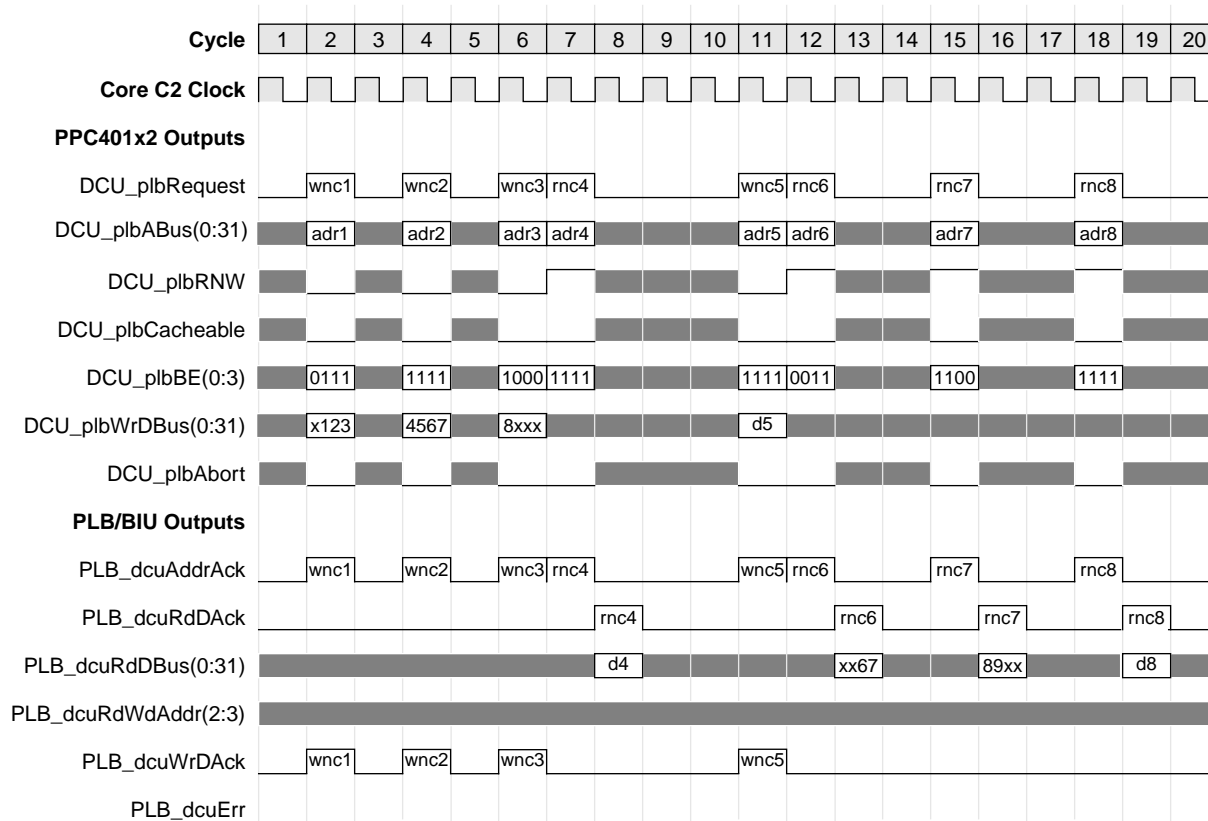 Cycle 1 2 3 4 5 6 7 8 9 10 11 12 13 14 15 16 17 18 19 20
Core C2 Clock
PPC401x2 Outputs
DCU_plbRequest wnc1 wnc2 wnc3 rnc4 wnc5 rnc6 rnc7 rnc8
DCU_plbABus(0:31) adr1 adr2 adr3 adr4 adr5 adr6 adr7 adr8
DCU_plbRNW
DCU_plbCacheable
DCU_plbBE(0:3) 0111 1111 1000 1111 1111 0011 1100 1111
DCU_plbWrDBus(0:31) x123 4567 8xxx d5
DCU_plbAbort
PLB/BIU Outputs
PLB_dcuAddrAck wnc1 wnc2 wnc3 rnc4 wnc5 rnc6 rnc7 rnc8
PLB_dcuRdDAck rnc4 rnc6 rnc7 rnc8
PLB_dcuRdDBus(0:31) d4 xx67 89xx d8
PLB_dcuRdWdAddr(2:3)
PLB_dcuWrDAck wnc1 wnc2 wnc3 wnc5
PLB_dcuErr